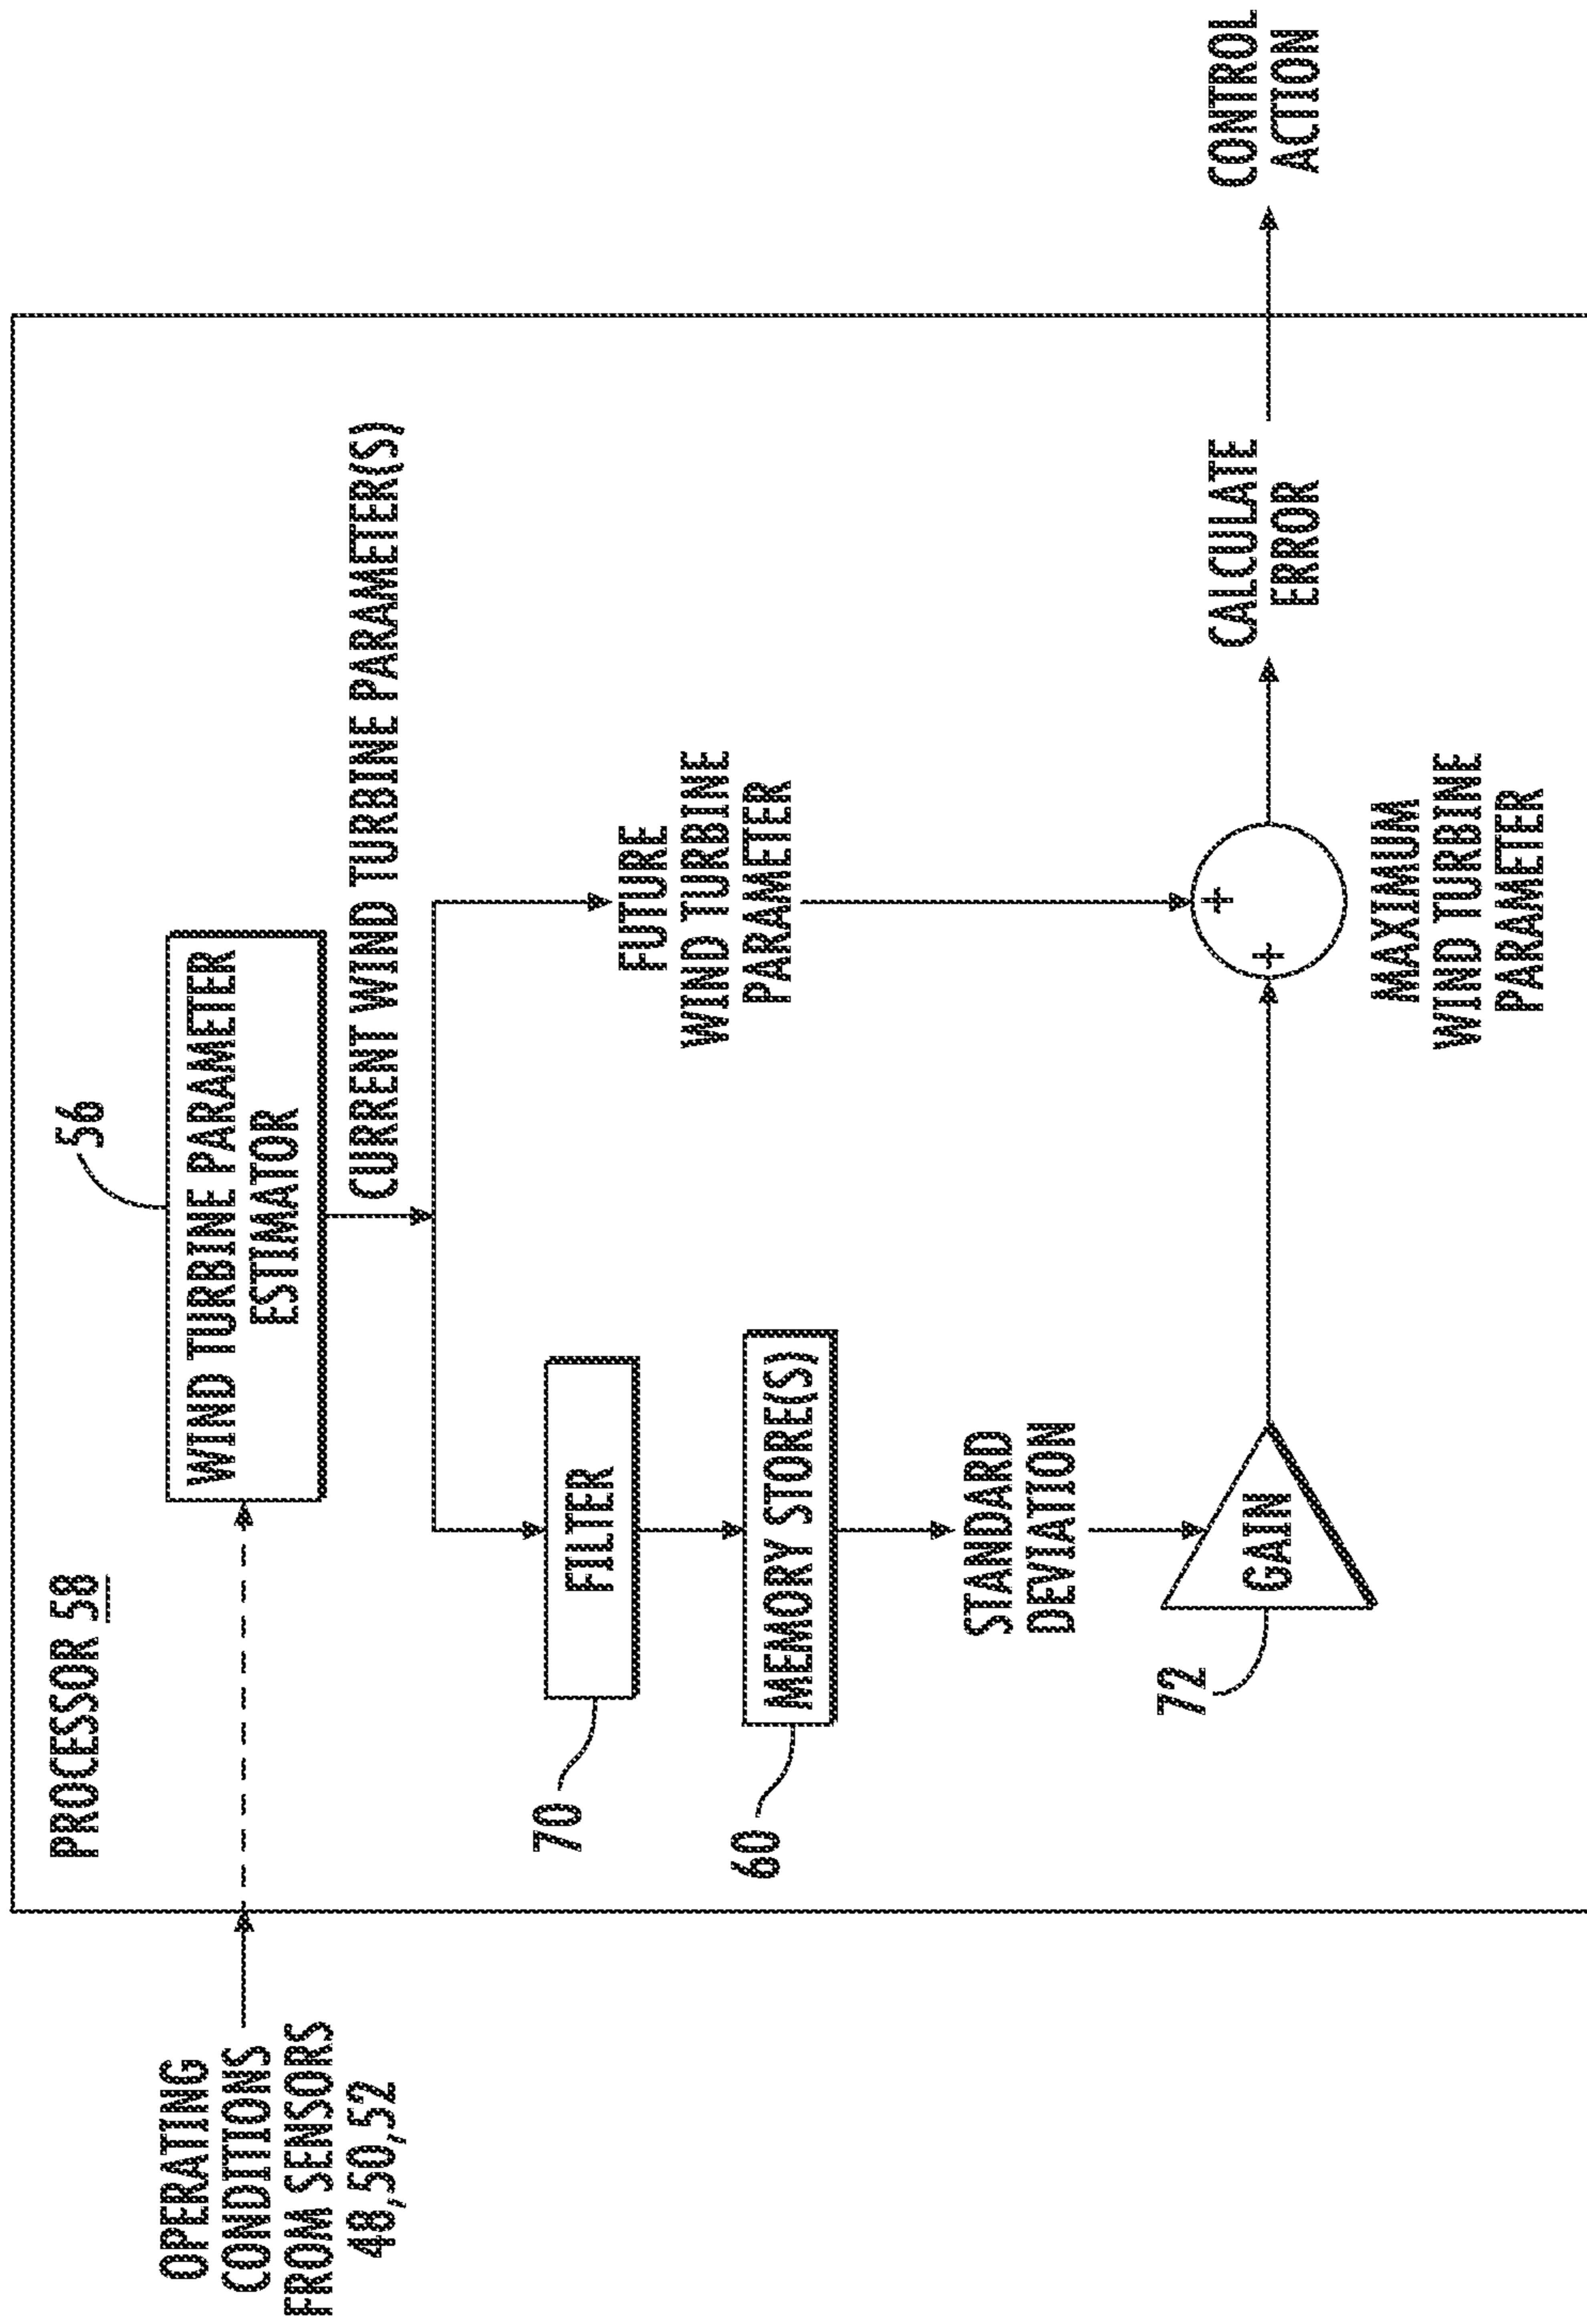 PROCESSOR 58
56
OPERATING
CONDITIONS
FROM SENSORS
48,50,52
WIND TURBINE PARAMETER
ESTIMATOR
CURRENT WIND TURBINE PARAMETER(S)
70
FILTER
FUTURE
WIND TURBINE
PARAMETER
60
MEMORY STORE(S)
STANDARD
DEVIATION
72
GAIN
+
+
CALCULATE
ERROR
CONTROL
ACTION
MAXIMUM
WIND TURBINE
PARAMETER